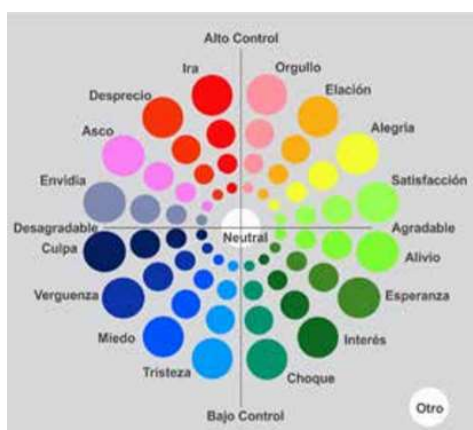 Alto Control
Ira
Orgullo
Desprecio
Elación
Asco
Alegria
Envidia
Satisfacción
Desagradable
Neutral
Agradable
Culpa
Alivio
Verguenza
Esperanza
Miedo
Interés
Tristeza
Choque
Bajo Control
Otro